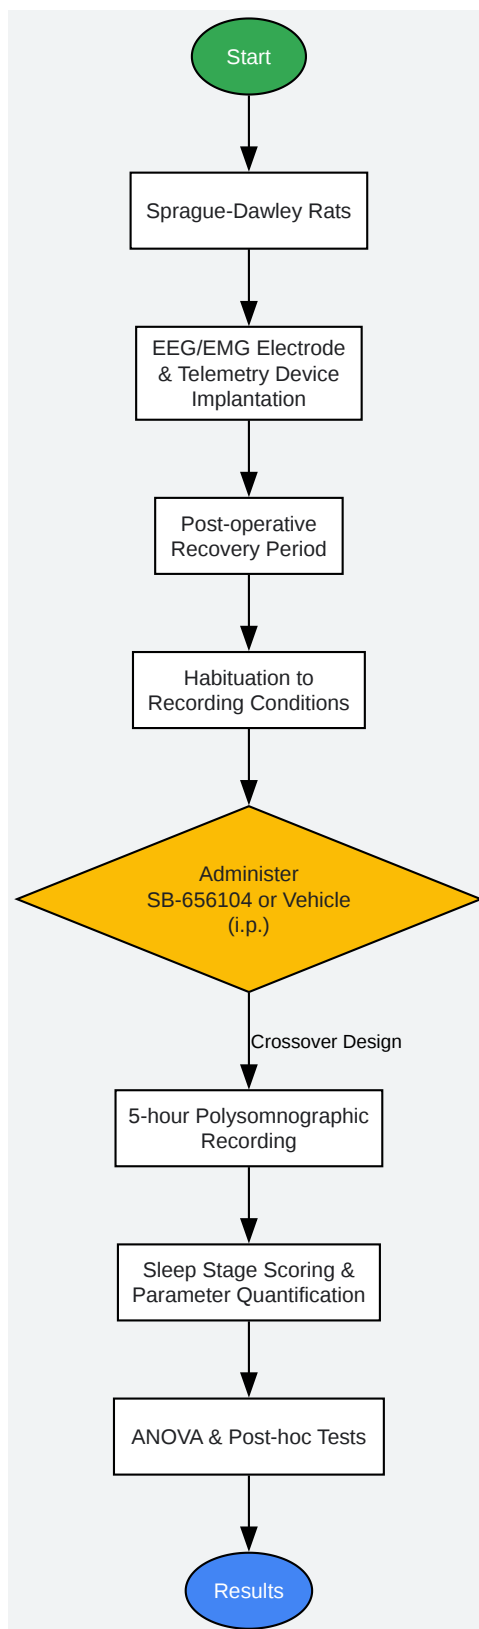 Start
Sprague-Dawley Rats
EEG/EMG Electrode
& Telemetry Device
Implantation
Post-operative
Recovery Period
Habituation to
Recording Conditions
Administer
SB-656104 or Vehicle
(i.p.)
Crossover Design
5-hour Polysomnographic
Recording
Sleep Stage Scoring &
Parameter Quantification
ANOVA & Post-hoc Tests
Results